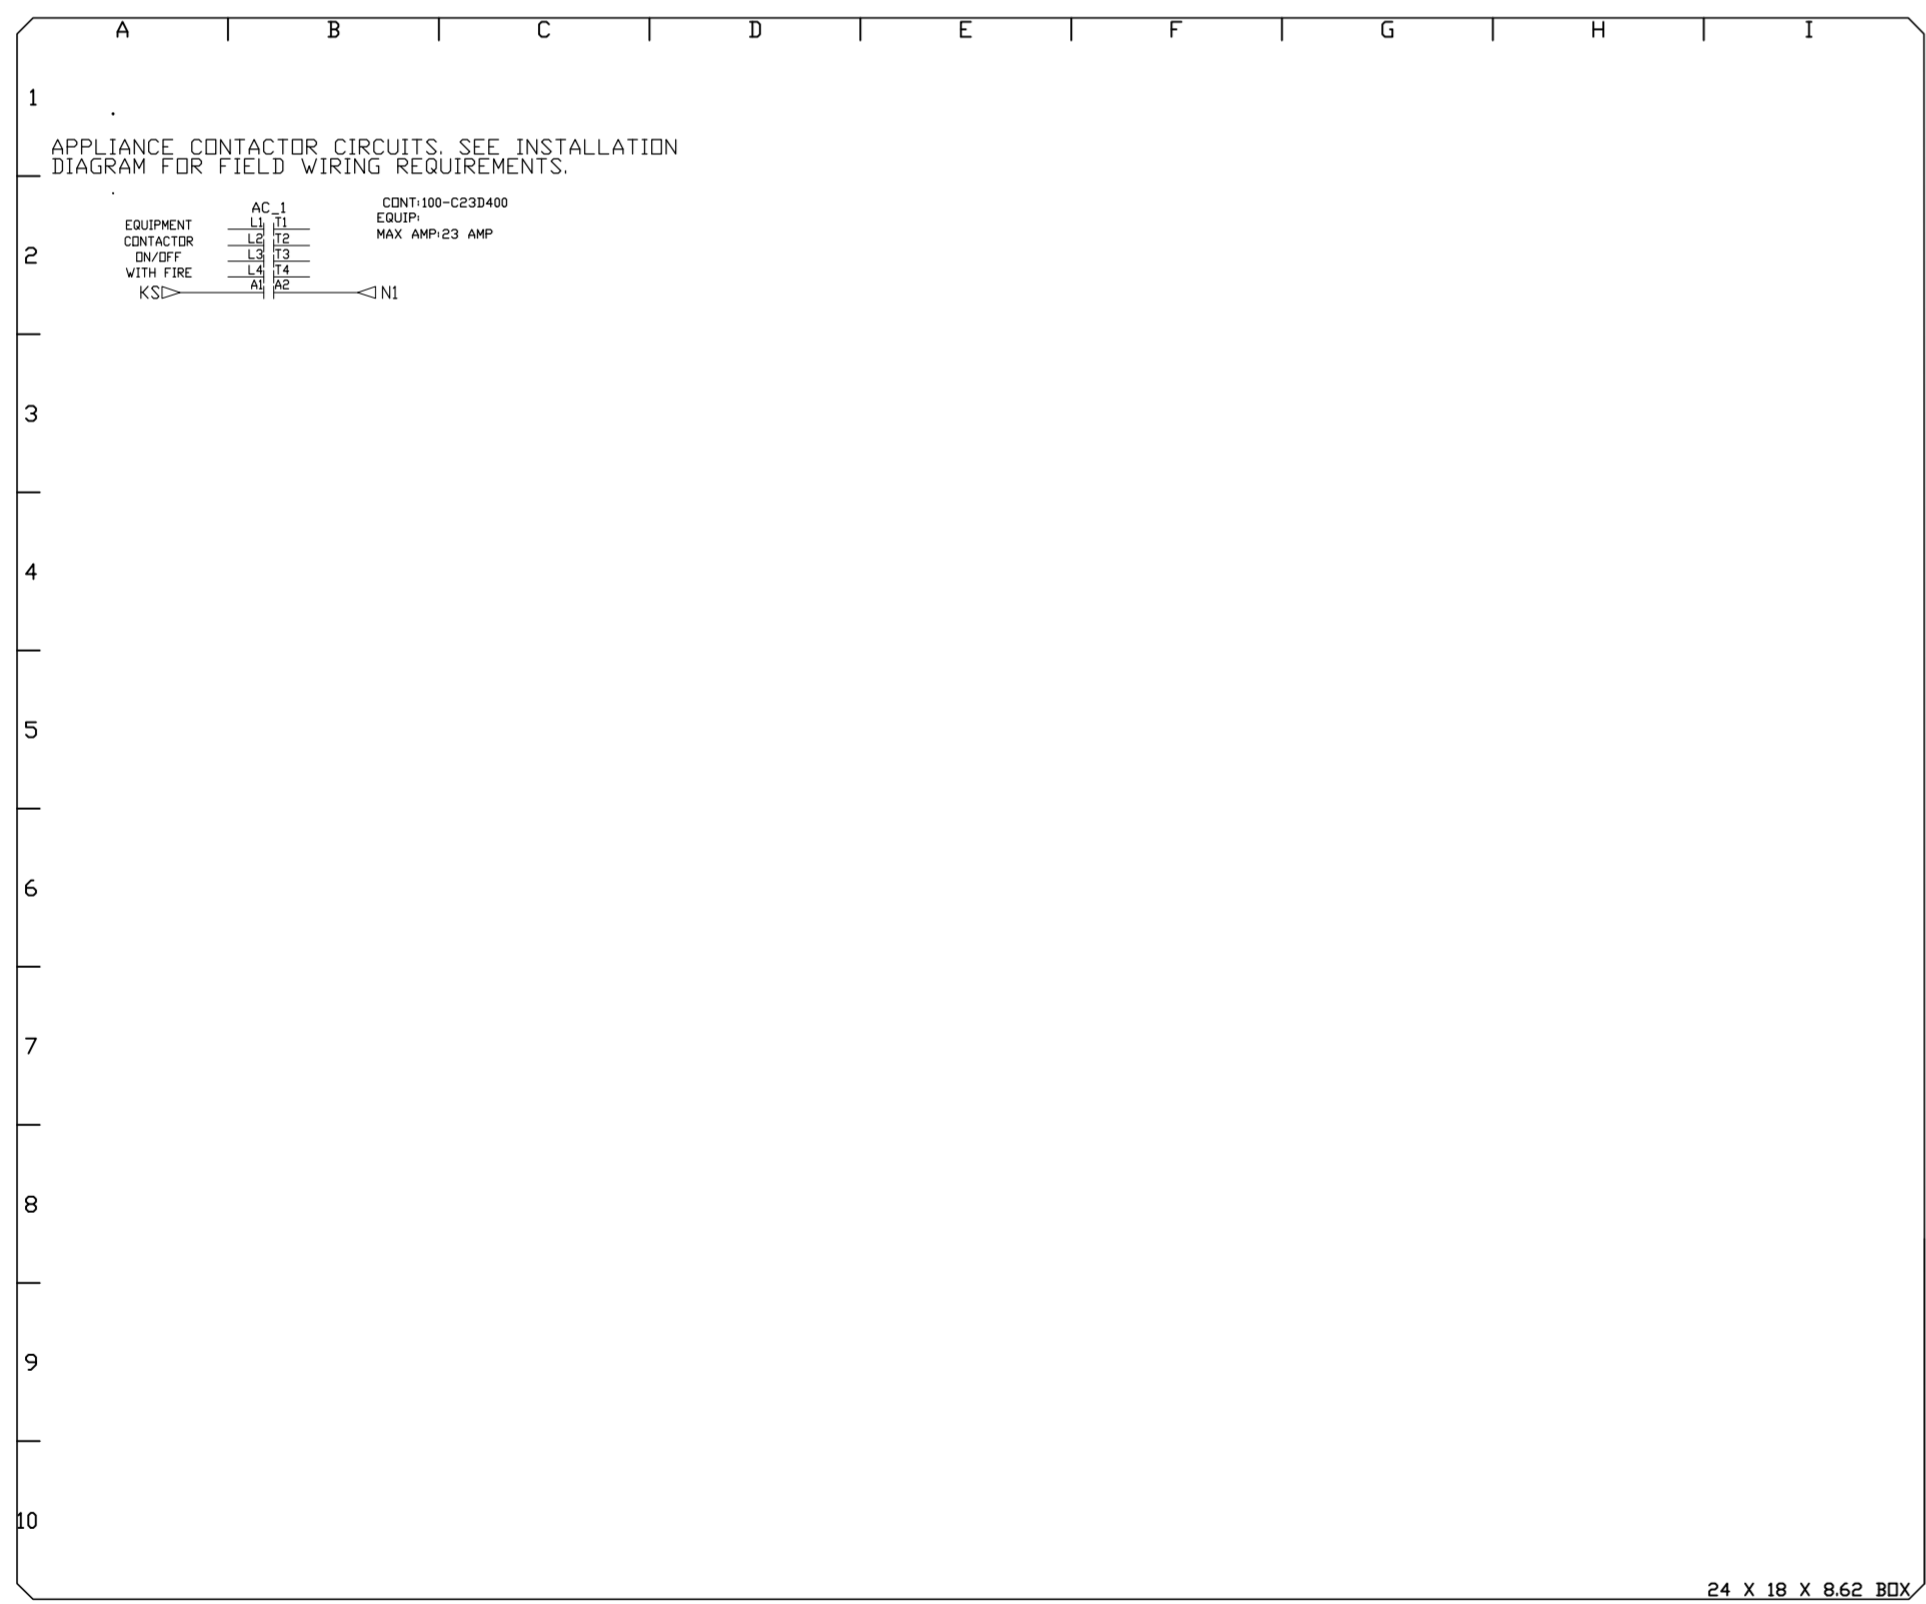 A B C D E F G H I
1
APPLIANCE CONTACTOR CIRCUITS. SEE INSTALLATION
DIAGRAM FOR FIELD WIRING REQUIREMENTS.
AC_1
CONT:100-C23D400
EQUIPMENT L1 T1 EQUIP:
CONTACTOR L2 T2 MAX AMP:23 AMP
ON/OFF L3 T3
2
WITH FIRE L4 T4
A1 A2
KS N1
3
4
5
6
7
8
9
10
24 X 18 X 8.62 BOX